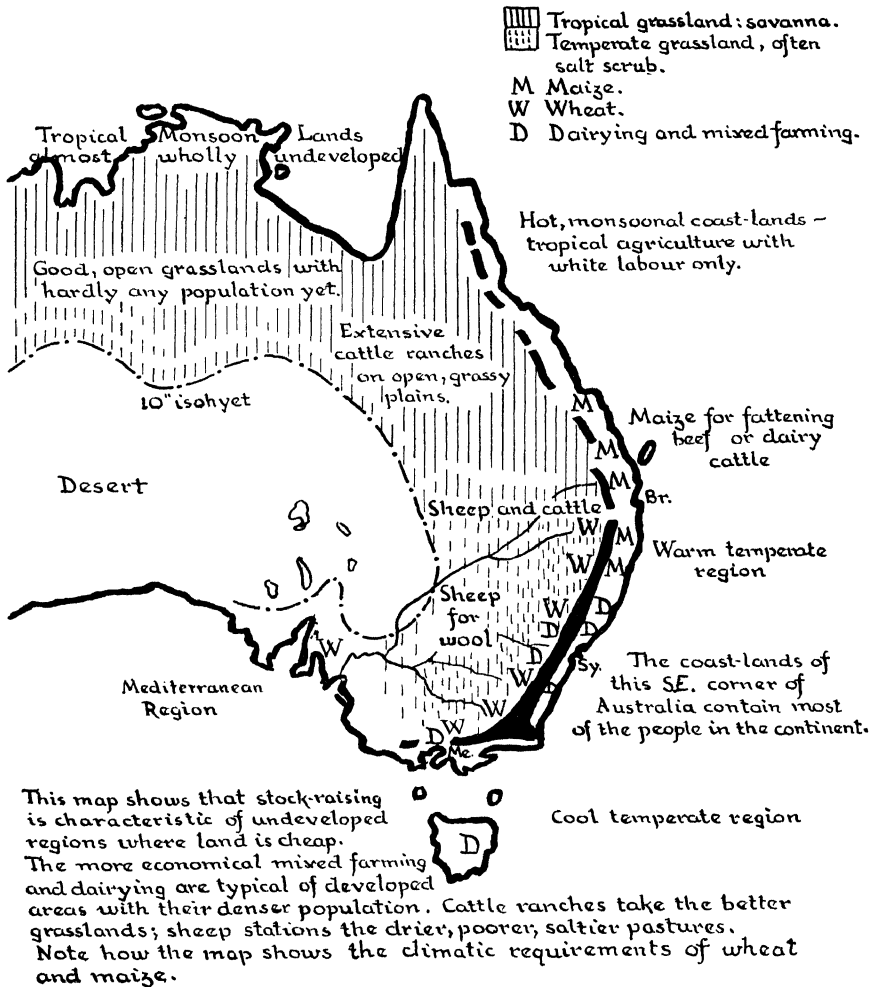 Tropical grassland: savanna.
Temperate grassland, often
salt scrub.
M Maize.
W Wheat.
D Dairying and mixed farming.
Tropical Monsoon Lands
almost wholly undeveloped
Hot, monsoonal coast-lands –
tropical agriculture with
white labour only.
Good, open grasslands with
hardly any population yet.
Extensive
cattle ranches
on open, grassy
plains.
10" isohyet
M
Maize for fattening
beef or dairy
cattle
M
M
Desert
Br.
Sheep and cattle
W
M
Warm temperate
region
W
M
Sheep
for
wool
W
D
D
D
W
D
Sy.
The coast-lands of
this S.E. corner of
Australia contain most
of the people in the continent.
W
D
Mediterranean
Region
W
W
D
Me.
This map shows that stock-raising
is characteristic of undeveloped
regions where land is cheap.
The more economical mixed farming
and dairying are typical of developed
areas with their denser population. Cattle ranches take the better
grasslands; sheep stations the drier, poorer, saltier pastures.
Note how the map shows the climatic requirements of wheat
and maize.
Cool temperate region
D